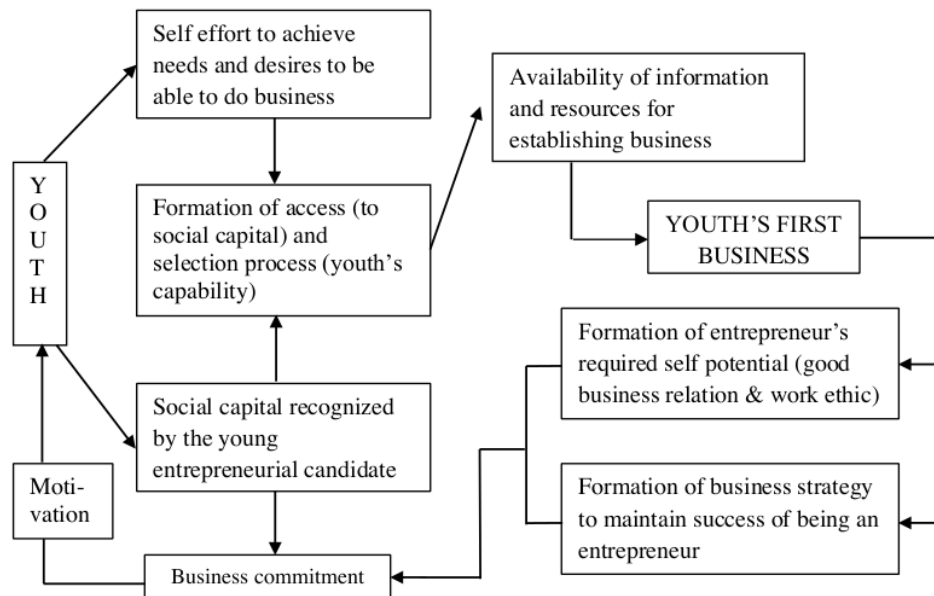 Self effort to achieve
needs and desires to be
able to do business
Availability of information
and resources for
establishing business
Y
O
U
T
H
Formation of access (to
social capital) and
selection process (youth's
capability)
YOUTH'S FIRST
BUSINESS
Formation of entrepreneur's
required self potential (good
business relation & work ethic)
Social capital recognized
by the young
entrepreneurial candidate
Moti-
vation
Formation of business strategy
to maintain success of being an
entrepreneur
Business commitment